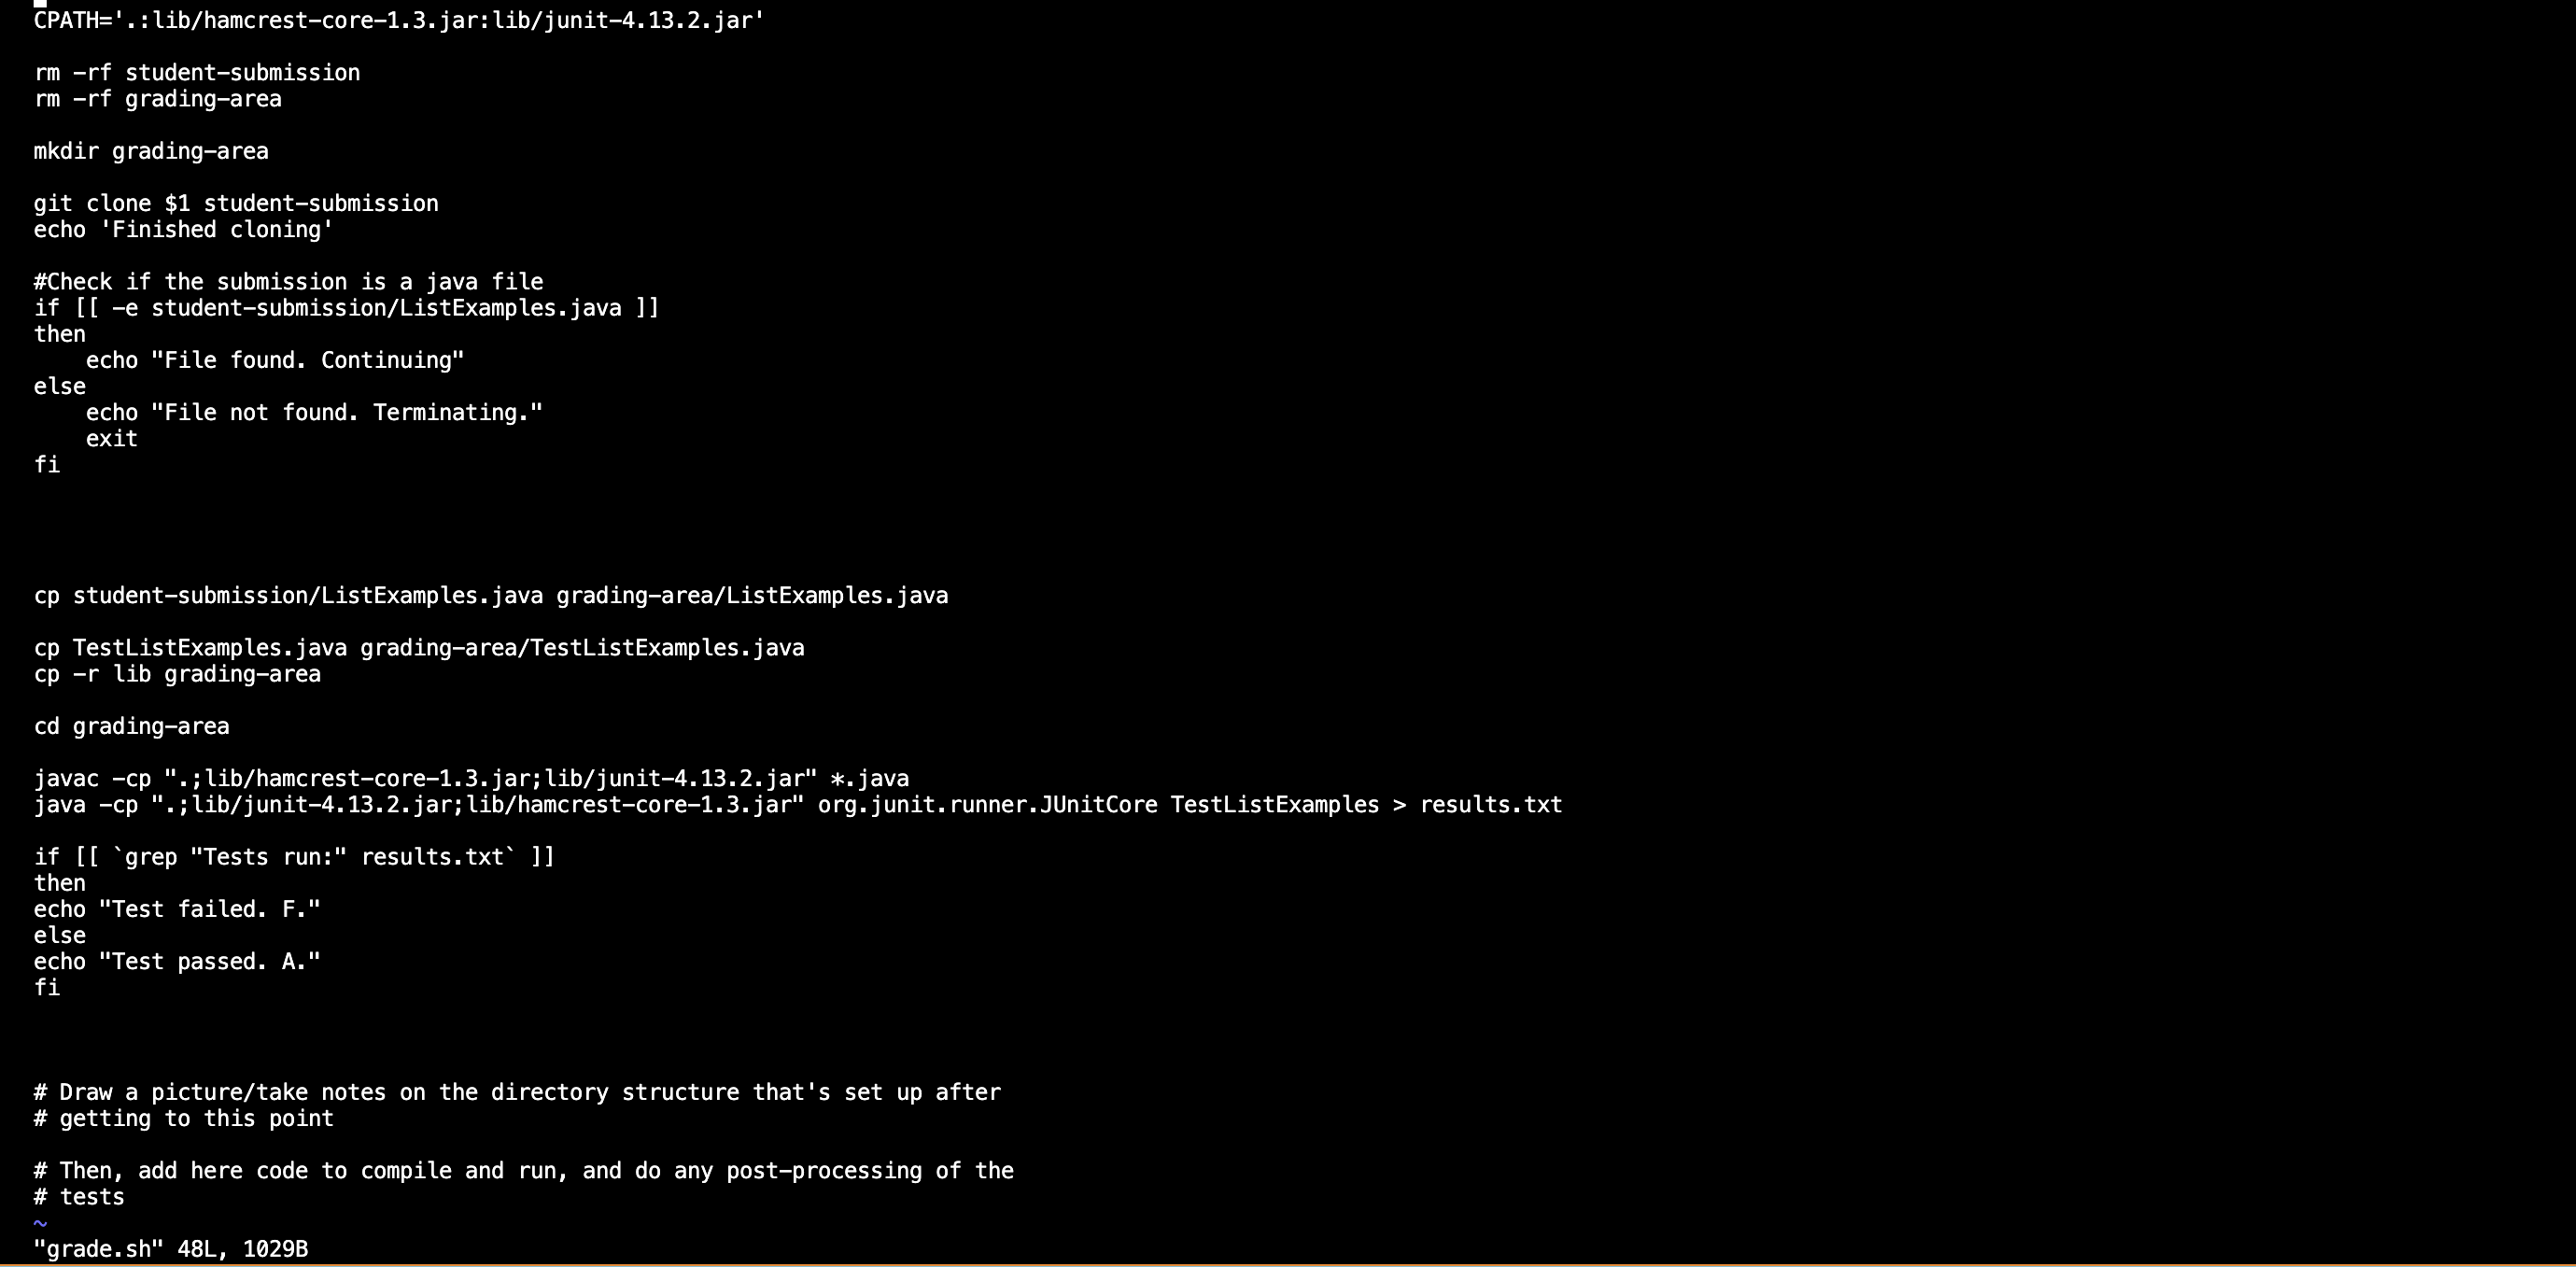 CPATH='.:lib/hamcrest-core-1.3.jar:lib/junit-4.13.2.jar'
rm -rf student-submission
rm -rf grading-area
mkdir grading-area
git clone $1 student-submission
echo 'Finished cloning'
#Check if the submission is a java file
if [[ -e student-submission/ListExamples.java ]]
then
    echo "File found. Continuing"
else
    echo "File not found. Terminating."
    exit
fi
cp student-submission/ListExamples.java grading-area/ListExamples.java
cp TestListExamples.java grading-area/TestListExamples.java
cp -r lib grading-area
cd grading-area
javac -cp ".;lib/hamcrest-core-1.3.jar;lib/junit-4.13.2.jar" *.java
java -cp ".;lib/junit-4.13.2.jar;lib/hamcrest-core-1.3.jar" org.junit.runner.JUnitCore TestListExamples > results.txt
if [[ `grep "Tests run:" results.txt` ]]
then
echo "Test failed. F."
else
echo "Test passed. A."
fi
# Draw a picture/take notes on the directory structure that's set up after
# getting to this point
# Then, add here code to compile and run, and do any post-processing of the
# tests
~
"grade.sh" 48L, 1029B